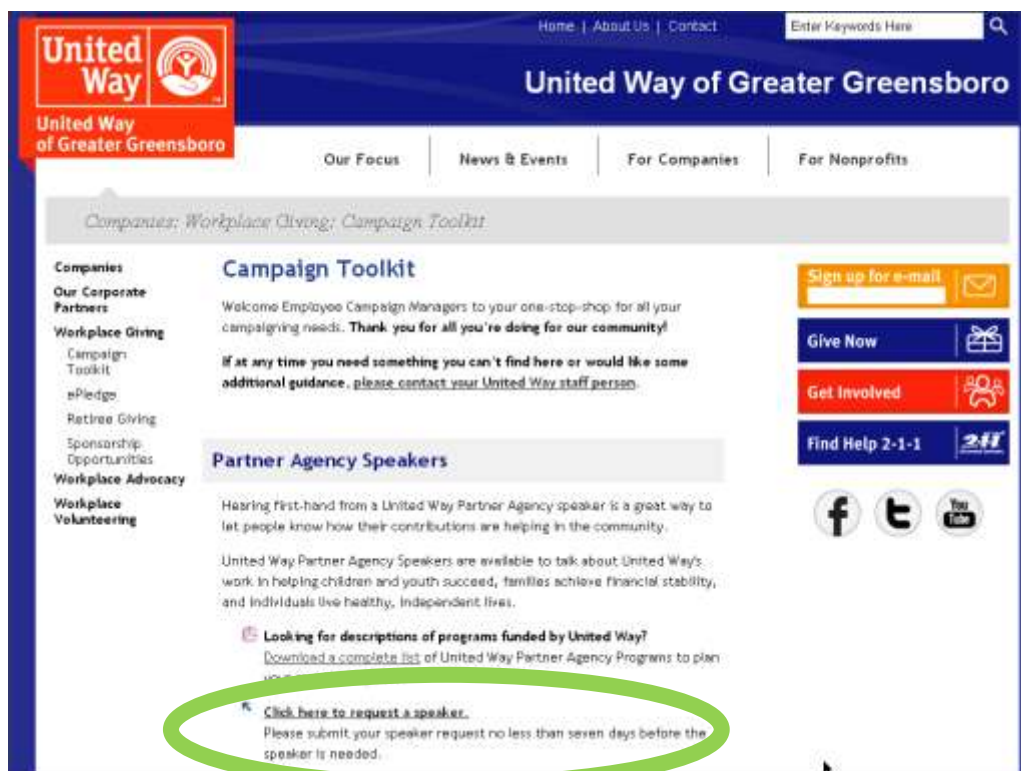 Home | About Us | Contact
Enter Keywords Here
United Way
United Way of Greater Greensboro
United Way of Greater Greensboro
Our Focus
News & Events
For Companies
For Nonprofits
Companies: Workplace Giving: Campaign Toolkit
Companies
Our Corporate
Partners
Workplace Giving
Campaign
Toolkit
ePledge
Retiree Giving
Sponsorship
Opportunities
Workplace Advocacy
Workplace
Volunteering
Campaign Toolkit
Welcome Employee Campaign Managers to your one-stop-shop for all your
campaigning needs. Thank you for all you're doing for our community!
If at any time you need something you can't find here or would like some
additional guidance, please contact your United Way staff person.
Partner Agency Speakers
Hearing first-hand from a United Way Partner Agency speaker is a great way to
let people know how their contributions are helping in the community.
United Way Partner Agency Speakers are available to talk about United Way's
work in helping children and youth succeed, families achieve financial stability,
and individuals live healthy, independent lives.
Looking for descriptions of programs funded by United Way?
Download a complete list of United Way Partner Agency Programs to plan
Click here to request a speaker.
Please submit your speaker request no less than seven days before the
speaker is needed.
Sign up for e-mail
Give Now
Get Involved
Find Help 2-1-1
211
f
t
You
Tube